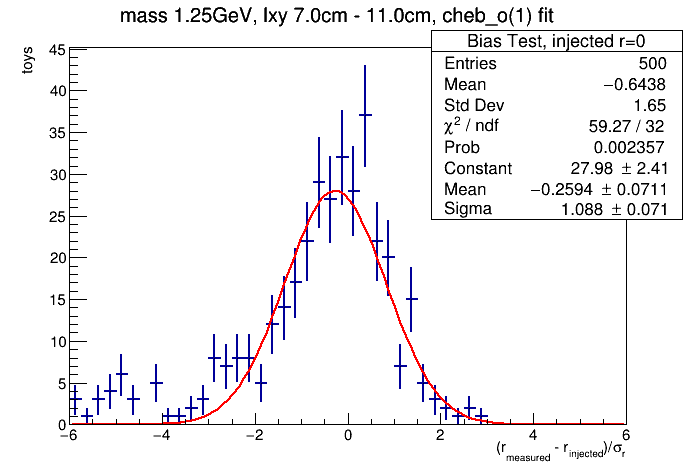 mass 1.25GeV, lxy 7.0cm - 11.0cm, cheb_o(1) fit
Bias Test, injected r=0
Entries 500
Mean −0.6438
Std Dev 1.65
χ² / ndf 59.27 / 32
Prob 0.002357
Constant 27.98 ± 2.41
Mean −0.2594 ± 0.0711
Sigma 1.088 ± 0.071
toys
45
40
35
30
25
20
15
10
5
0
−6 −4 −2 0 2 4 6
(r_measured - r_injected)/σ_r